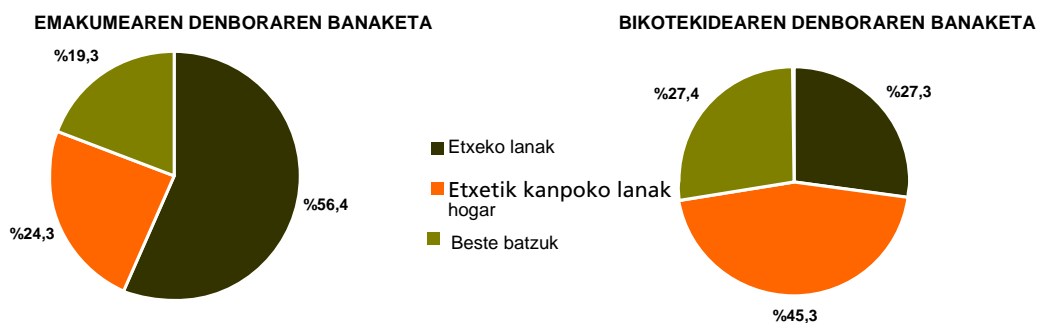 EMAKUMEAREN DENBORAREN BANAKETA
%19,3
%24,3
%56,4
Etxeko lanak
Etxetik kanpoko lanak
hogar
Beste batzuk
BIKOTEKIDEAREN DENBORAREN BANAKETA
%27,4
%27,3
%45,3